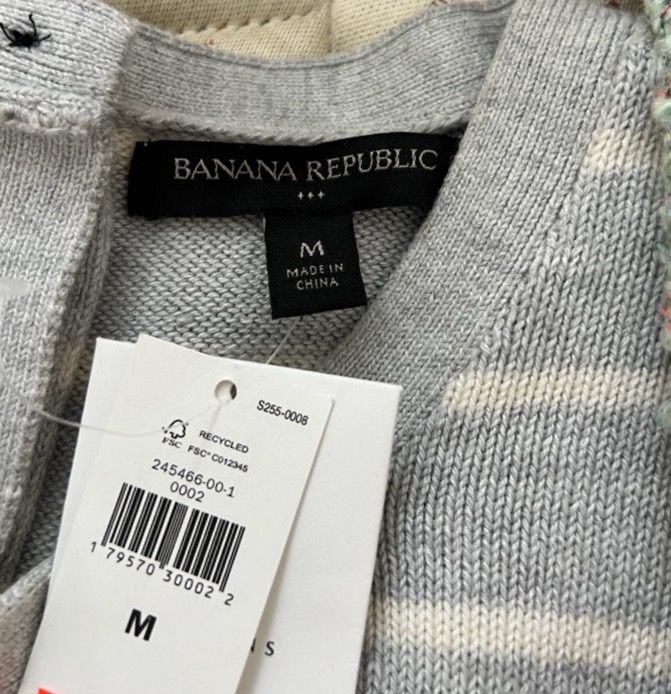 BANANA REPUBLIC
M
MADE IN
CHINA
S255-0008
FSC
RECYCLED
FSC® C012345
245466-00-1
0002
1 79570 30002 2
M
S